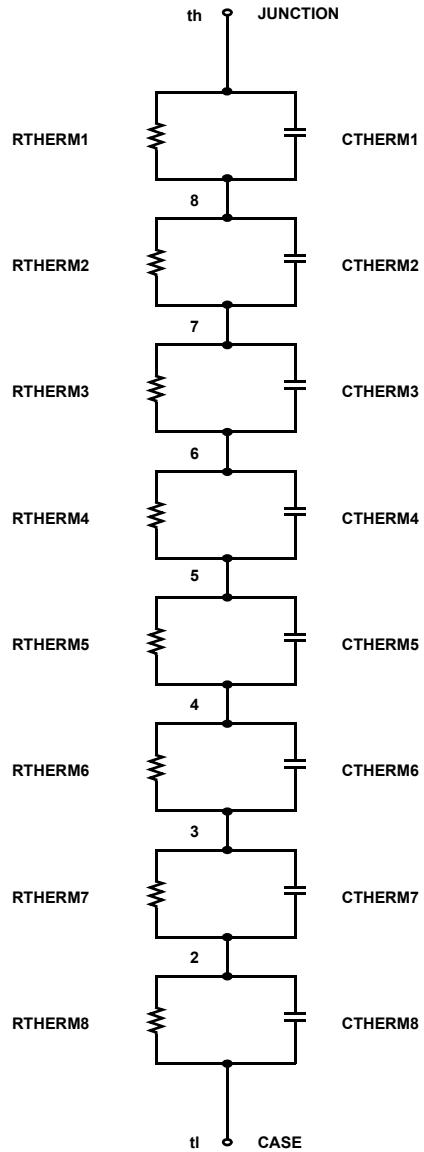 th JUNCTION
RTHERM1 CTHERM1
8
RTHERM2 CTHERM2
7
RTHERM3 CTHERM3
6
RTHERM4 CTHERM4
5
RTHERM5 CTHERM5
4
RTHERM6 CTHERM6
3
RTHERM7 CTHERM7
2
RTHERM8 CTHERM8
tl CASE